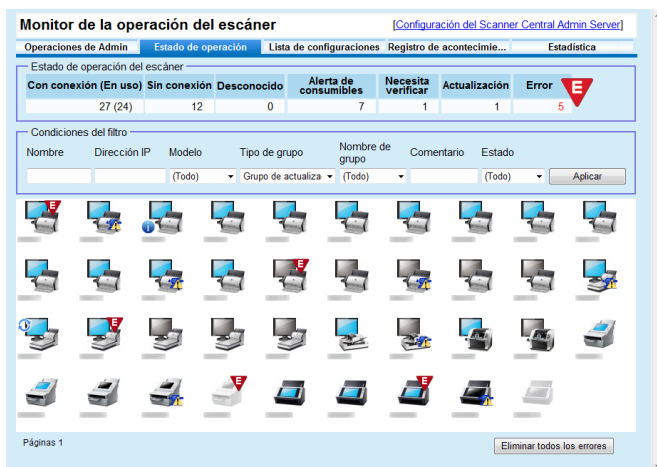 Monitor de la operación del escáner
[Configuración del Scanner Central Admin Server]
Operaciones de Admin Estado de operación Lista de configuraciones Registro de acontecimie... Estadística
Estado de operación del escáner
Con conexión (En uso) Sin conexión Desconocido Alerta de consumibles Necesita verificar Actualización Error
27 (24) 12 0 7 1 1 5
E
Condiciones del filtro
Nombre Dirección IP Modelo Tipo de grupo Nombre de grupo Comentario Estado
(Todo) Grupo de actualiza (Todo) (Todo) Aplicar
E
E
E
E
E
Páginas 1
Eliminar todos los errores